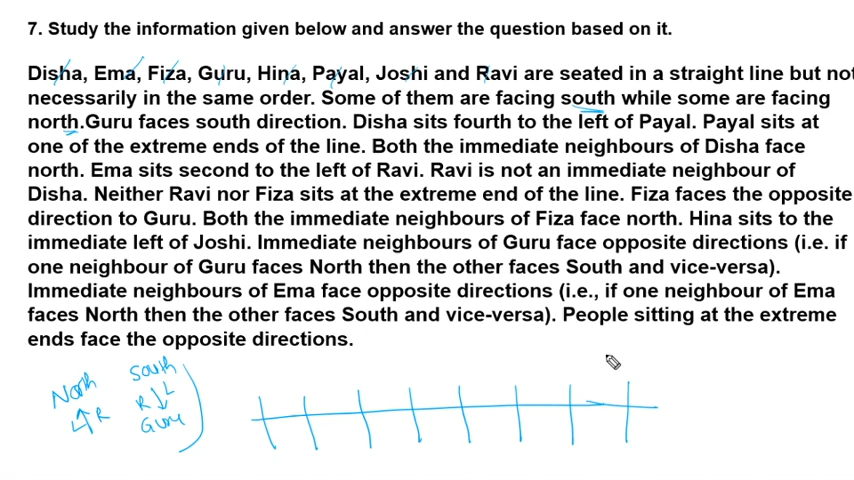 7. Study the information given below and answer the question based on it.
Disha, Ema, Fiza, Guru, Hina, Payal, Joshi and Ravi are seated in a straight line but not
necessarily in the same order. Some of them are facing south while some are facing
north.Guru faces south direction. Disha sits fourth to the left of Payal. Payal sits at
one of the extreme ends of the line. Both the immediate neighbours of Disha face
north. Ema sits second to the left of Ravi. Ravi is not an immediate neighbour of
Disha. Neither Ravi nor Fiza sits at the extreme end of the line. Fiza faces the opposite
direction to Guru. Both the immediate neighbours of Fiza face north. Hina sits to the
immediate left of Joshi. Immediate neighbours of Guru face opposite directions (i.e. if
one neighbour of Guru faces North then the other faces South and vice-versa).
Immediate neighbours of Ema face opposite directions (i.e., if one neighbour of Ema
faces North then the other faces South and vice-versa). People sitting at the extreme
ends face the opposite directions.
North South
L R R L
Guru